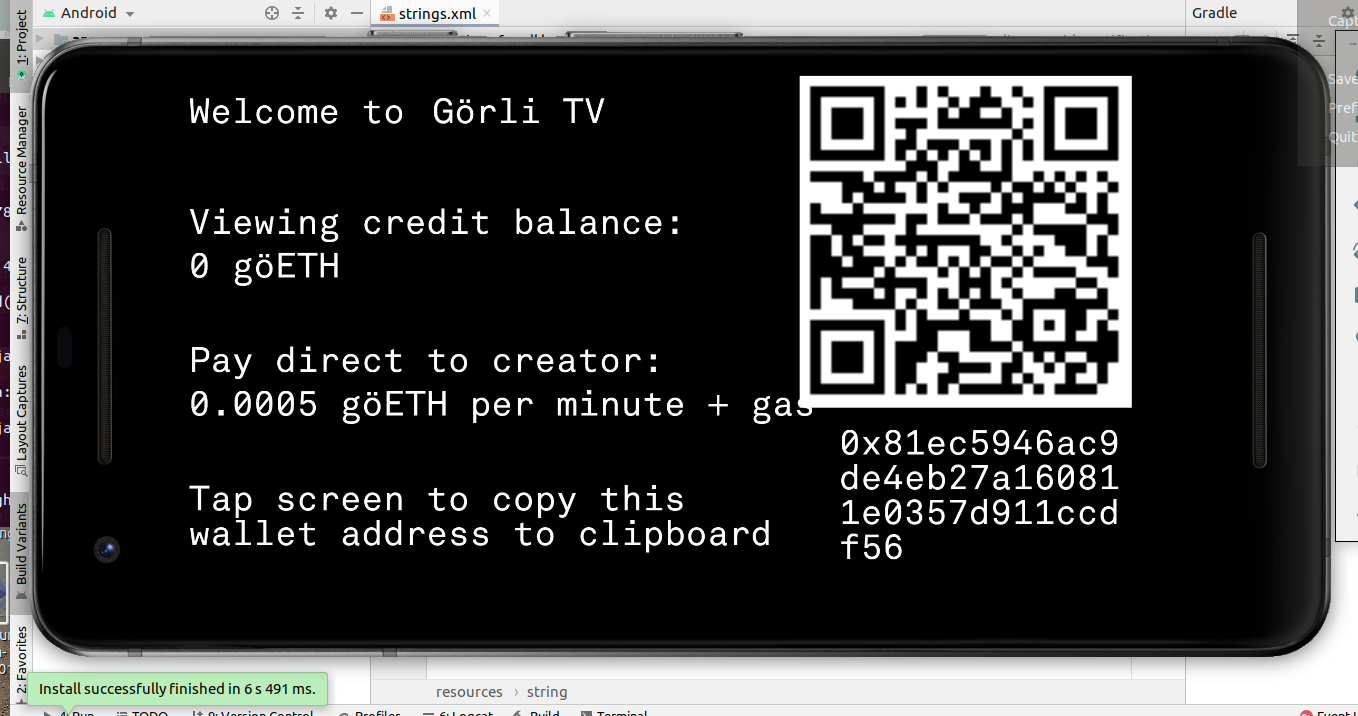 Android
strings.xml
Gradle
1: Project
Resource Manager
7: Structure
Layout Captures
Build Variants
2: Favorites
Save
Quit
Welcome to Görli TV
Viewing credit balance:
0 göETH
Pay direct to creator:
0.0005 göETH per minute + gas
Tap screen to copy this
wallet address to clipboard
0x81ec5946ac9
de4eb27a16081
1e0357d911ccd
f56
Install successfully finished in 6 s 491 ms.
resources › string
4: Run TODO 9: Version Control Profiler 6: Logcat Build Terminal